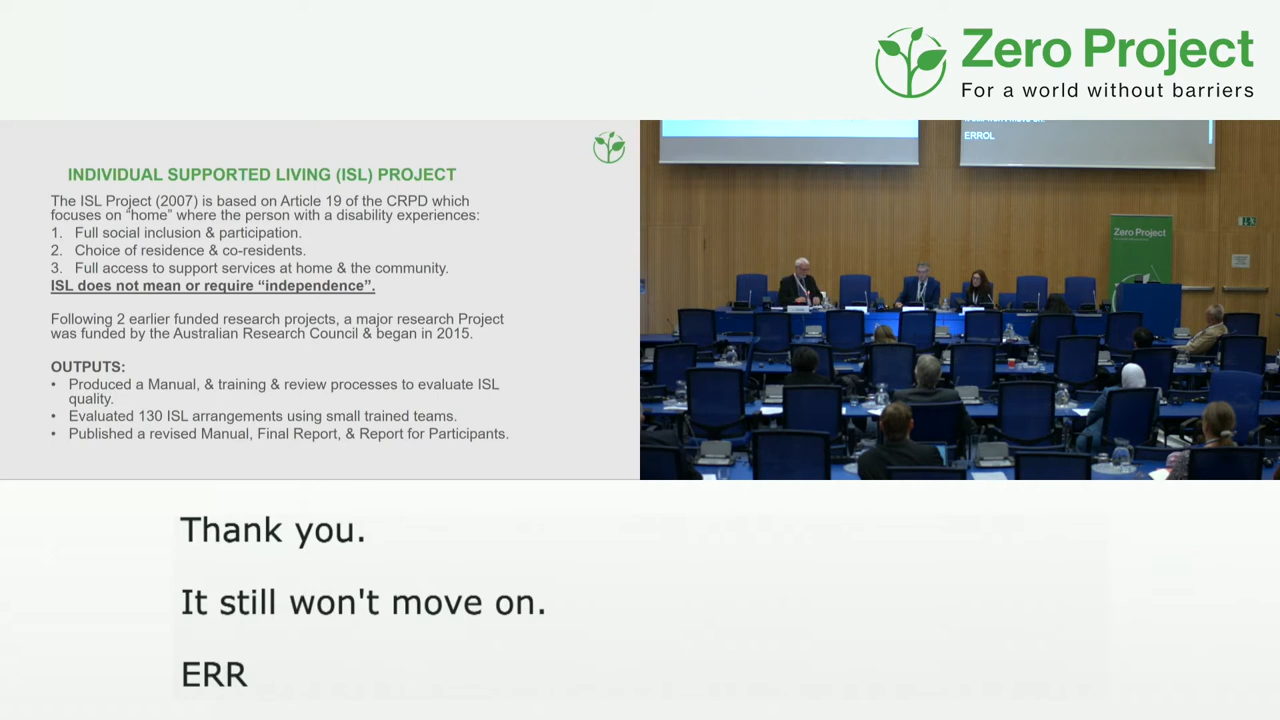 Zero Project
For a world without barriers
INDIVIDUAL SUPPORTED LIVING (ISL) PROJECT
The ISL Project (2007) is based on Article 19 of the CRPD which
focuses on “home” where the person with a disability experiences:
1. Full social inclusion & participation.
2. Choice of residence & co-residents.
3. Full access to support services at home & the community.
ISL does not mean or require “independence”.
Following 2 earlier funded research projects, a major research Project
was funded by the Australian Research Council & began in 2015.
OUTPUTS:
• Produced a Manual, & training & review processes to evaluate ISL
quality.
• Evaluated 130 ISL arrangements using small trained teams.
• Published a revised Manual, Final Report, & Report for Participants.
ERROL
Zero Project
Thank you.
It still won't move on.
ERR